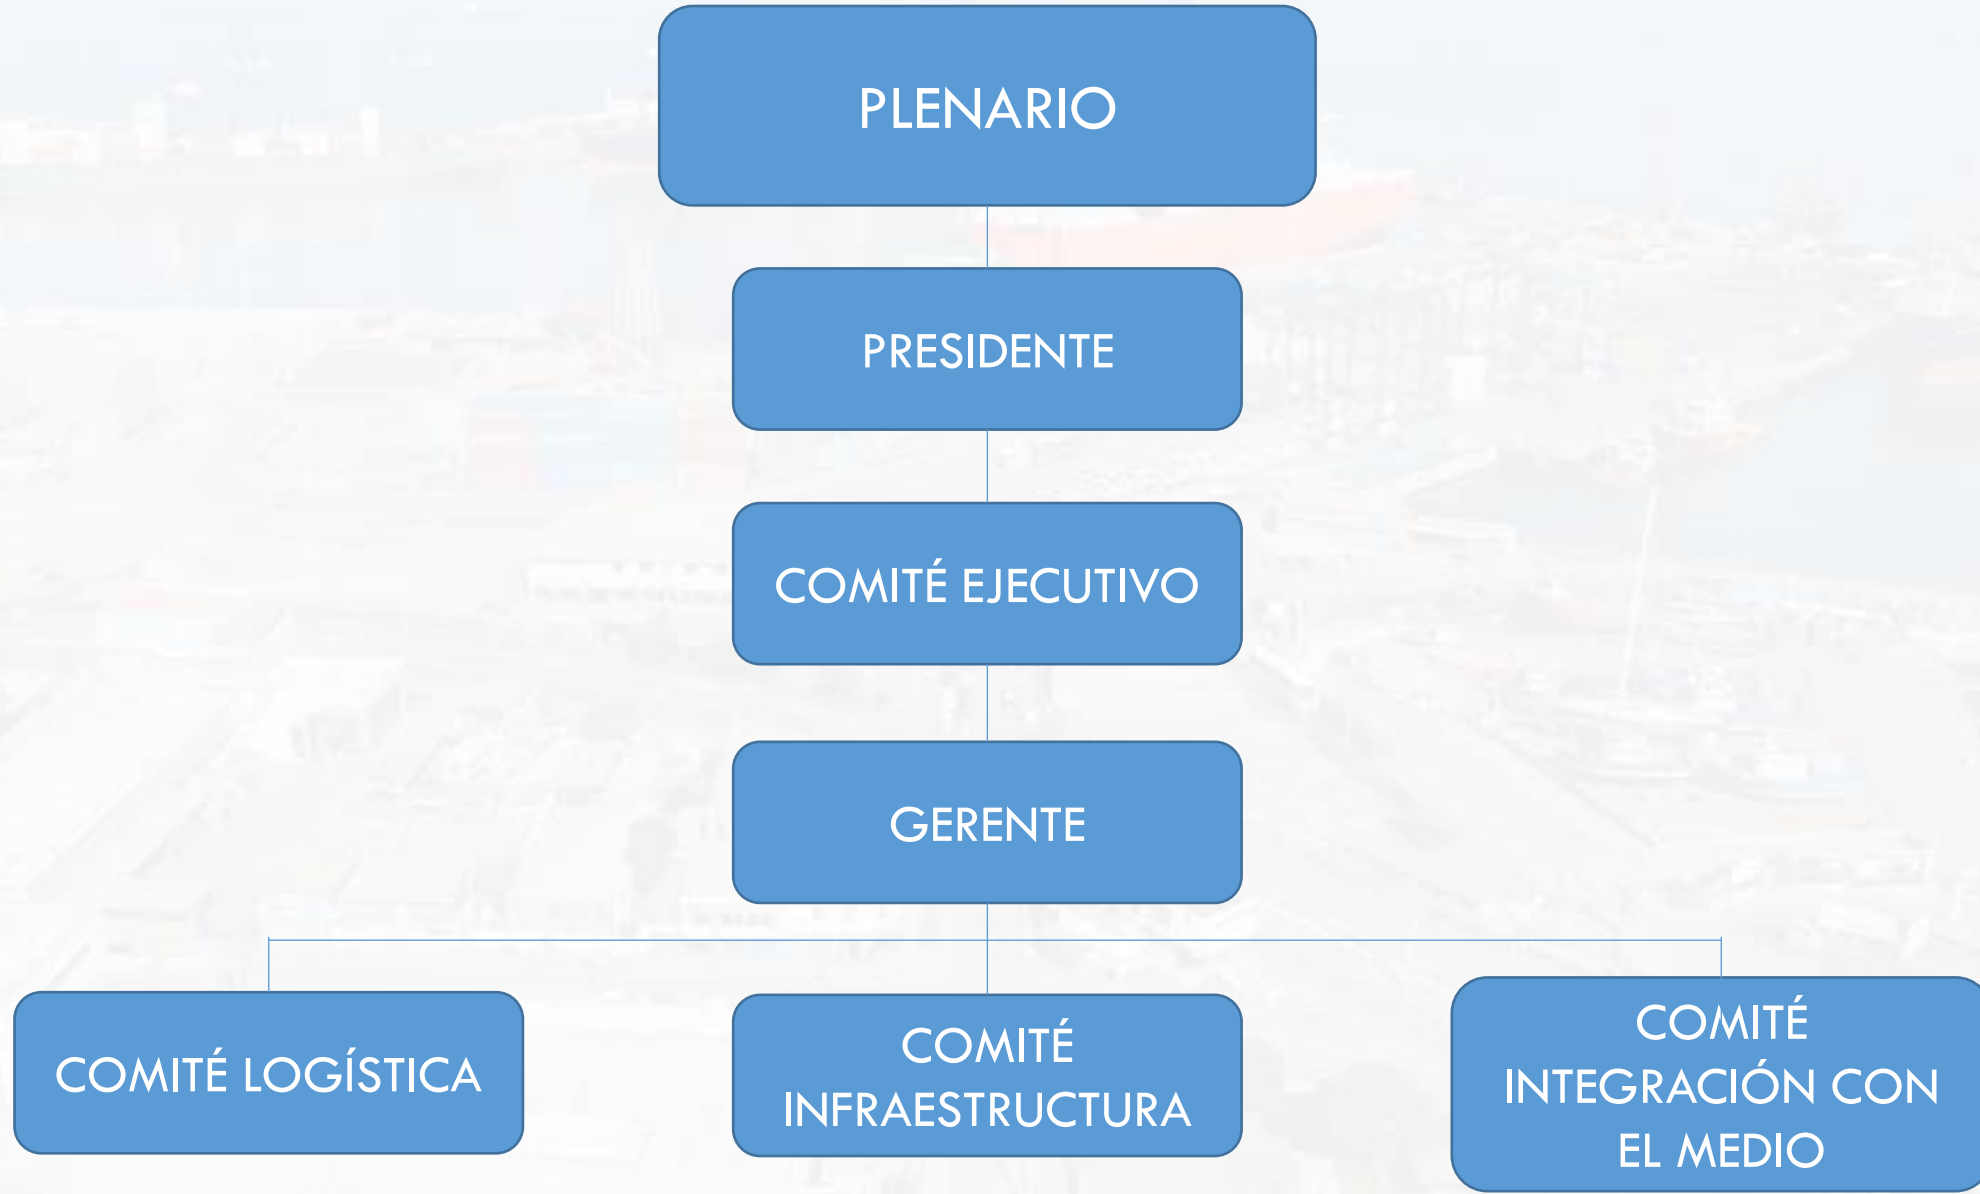 PLENARIO
PRESIDENTE
COMITÉ EJECUTIVO
GERENTE
COMITÉ LOGÍSTICA
COMITÉ
INFRAESTRUCTURA
COMITÉ
INTEGRACIÓN CON
EL MEDIO